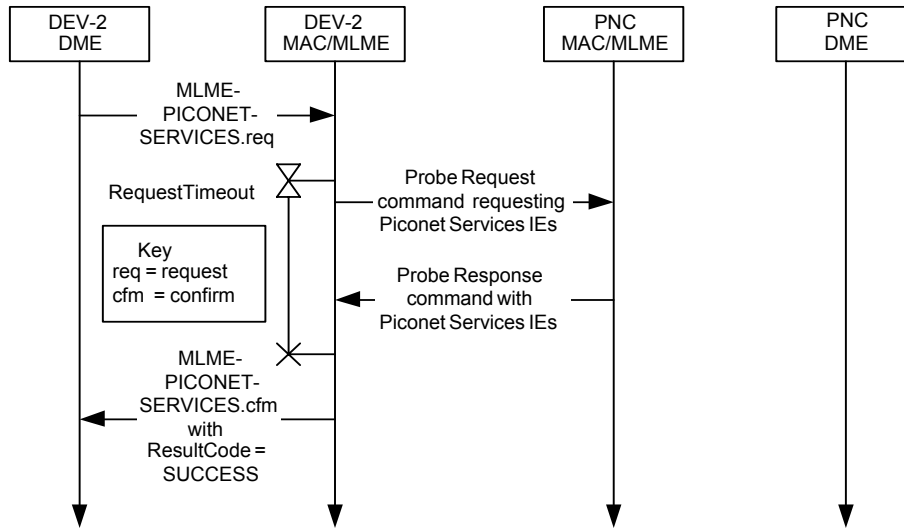 DEV-2
DME
DEV-2
MAC/MLME
PNC
MAC/MLME
PNC
DME
MLME-
PICONET-
SERVICES.req
RequestTimeout
Probe Request
command requesting
Piconet Services IEs
Key
req = request
cfm = confirm
Probe Response
command with
Piconet Services IEs
MLME-
PICONET-
SERVICES.cfm
with
ResultCode =
SUCCESS